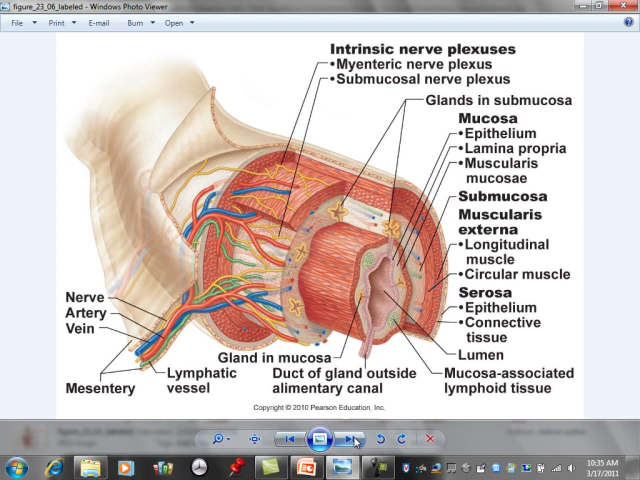 figure_23_06_labeled - Windows Photo Viewer
File Print E-mail Burn Open
Intrinsic nerve plexuses
•Myenteric nerve plexus
•Submucosal nerve plexus
Glands in submucosa
Mucosa
•Epithelium
•Lamina propria
•Muscularis
mucosae
Submucosa
Muscularis
externa
•Longitudinal
muscle
•Circular muscle
Serosa
•Epithelium
•Connective
tissue
Lumen
Nerve
Artery
Vein
Mesentery
Lymphatic
vessel
Gland in mucosa
Duct of gland outside
alimentary canal
Mucosa-associated
lymphoid tissue
Copyright © 2010 Pearson Education, Inc.
10:35 AM
3/17/2011